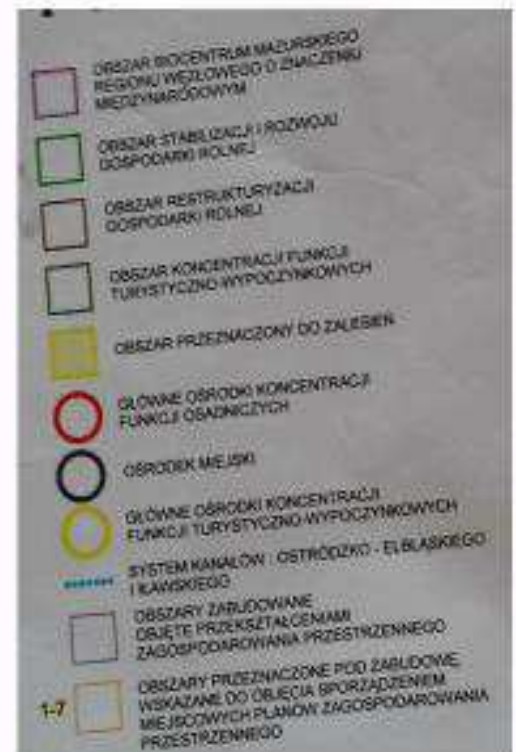 OBSZAR BIOCENTRUM MAZURSKIEGO
REGIONU WĘZŁOWEGO O ZNACZENIU
MIĘDZYNARODOWYM
OBSZAR STABILIZACJI I ROZWOJU
GOSPODARKI ROLNEJ
OBSZAR RESTRUKTURYZACJI
GOSPODARKI ROLNEJ
OBSZAR KONCENTRACJI FUNKCJI
TURYSTYCZNO-WYPOCZYNKOWYCH
OBSZAR PRZEZNACZONY DO ZALESIEŃ
GŁÓWNE OŚRODKI KONCENTRACJI
FUNKCJI OSADNICZYCH
OŚRODEK MIEJSKI
GŁÓWNE OŚRODKI KONCENTRACJI
FUNKCJI TURYSTYCZNO-WYPOCZYNKOWYCH
SYSTEM KANAŁÓW : OSTRÓDZKO - ELBLĄSKIEGO
I IŁAWSKIEGO
OBSZARY ZABUDOWANE
OBJĘTE PRZEKSZTAŁCENIAMI
ZAGOSPODAROWANIA PRZESTRZENNEGO
1-7 OBSZARY PRZEZNACZONE POD ZABUDOWĘ,
WSKAZANE DO OBJĘCIA SPORZĄDZENIEM
MIEJSCOWYCH PLANÓW ZAGOSPODAROWANIA
PRZESTRZENNEGO